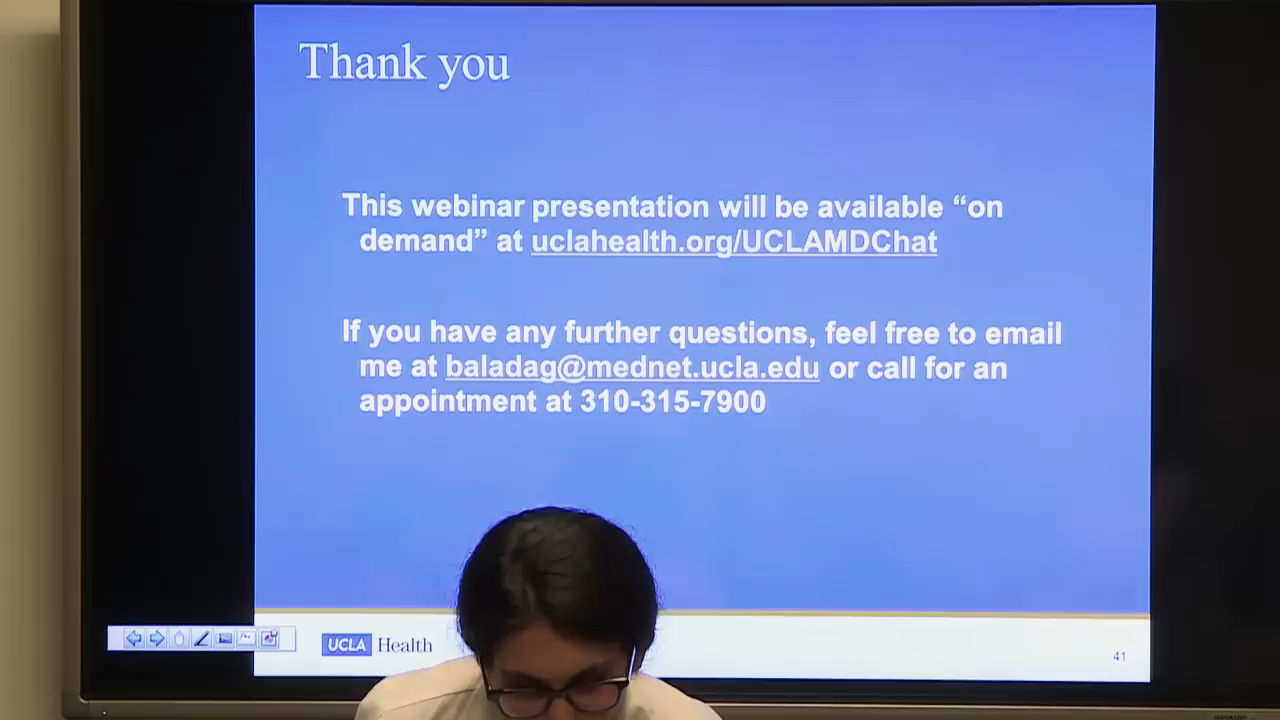 Thank you
This webinar presentation will be available “on
demand” at uclahealth.org/UCLAMDChat
If you have any further questions, feel free to email
me at baladag@mednet.ucla.edu or call for an
appointment at 310-315-7900
UCLA Health
41